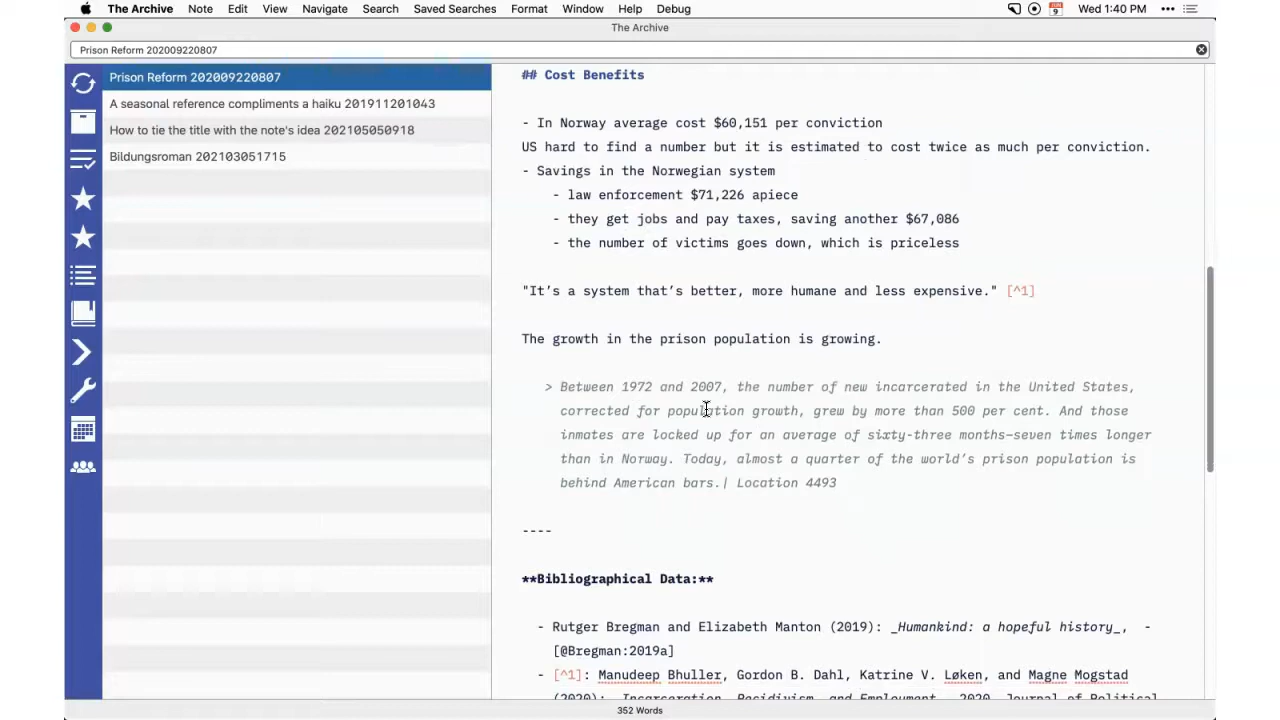 The Archive Note Edit View Navigate Search Saved Searches Format Window Help Debug 9 Wed 1:40 PM
The Archive
Prison Reform 202009220807
Prison Reform 202009220807
A seasonal reference compliments a haiku 201911201043
How to tie the title with the note's idea 202105050918
Bildungsroman 202103051715
## Cost Benefits
- In Norway average cost $60,151 per conviction
US hard to find a number but it is estimated to cost twice as much per conviction.
- Savings in the Norwegian system
- law enforcement $71,226 apiece
- they get jobs and pay taxes, saving another $67,086
- the number of victims goes down, which is priceless
"It’s a system that’s better, more humane and less expensive." [^1]
The growth in the prison population is growing.
> Between 1972 and 2007, the number of new incarcerated in the United States,
corrected for population growth, grew by more than 500 per cent. And those
inmates are locked up for an average of sixty-three months—seven times longer
than in Norway. Today, almost a quarter of the world’s prison population is
behind American bars.| Location 4493
----
**Bibliographical Data:**
- Rutger Bregman and Elizabeth Manton (2019): _Humankind: a hopeful history_, -
[@Bregman:2019a]
- [^1]: Manudeep Bhuller, Gordon B. Dahl, Katrine V. Løken, and Magne Mogstad
(2020): _Incarceration, Recidivism, and Employment_, 2020, Journal of Political
352 Words